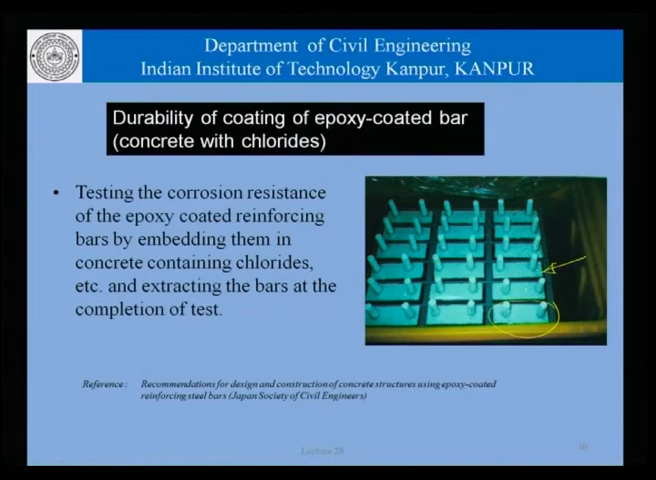 Department of Civil Engineering
Indian Institute of Technology Kanpur, KANPUR
Durability of coating of epoxy-coated bar
(concrete with chlorides)
• Testing the corrosion resistance
of the epoxy coated reinforcing
bars by embedding them in
concrete containing chlorides,
etc. and extracting the bars at the
completion of test.
Reference : Recommendations for design and construction of concrete structures using epoxy-coated
reinforcing steel bars (Japan Society of Civil Engineers)
Lecture 28
10